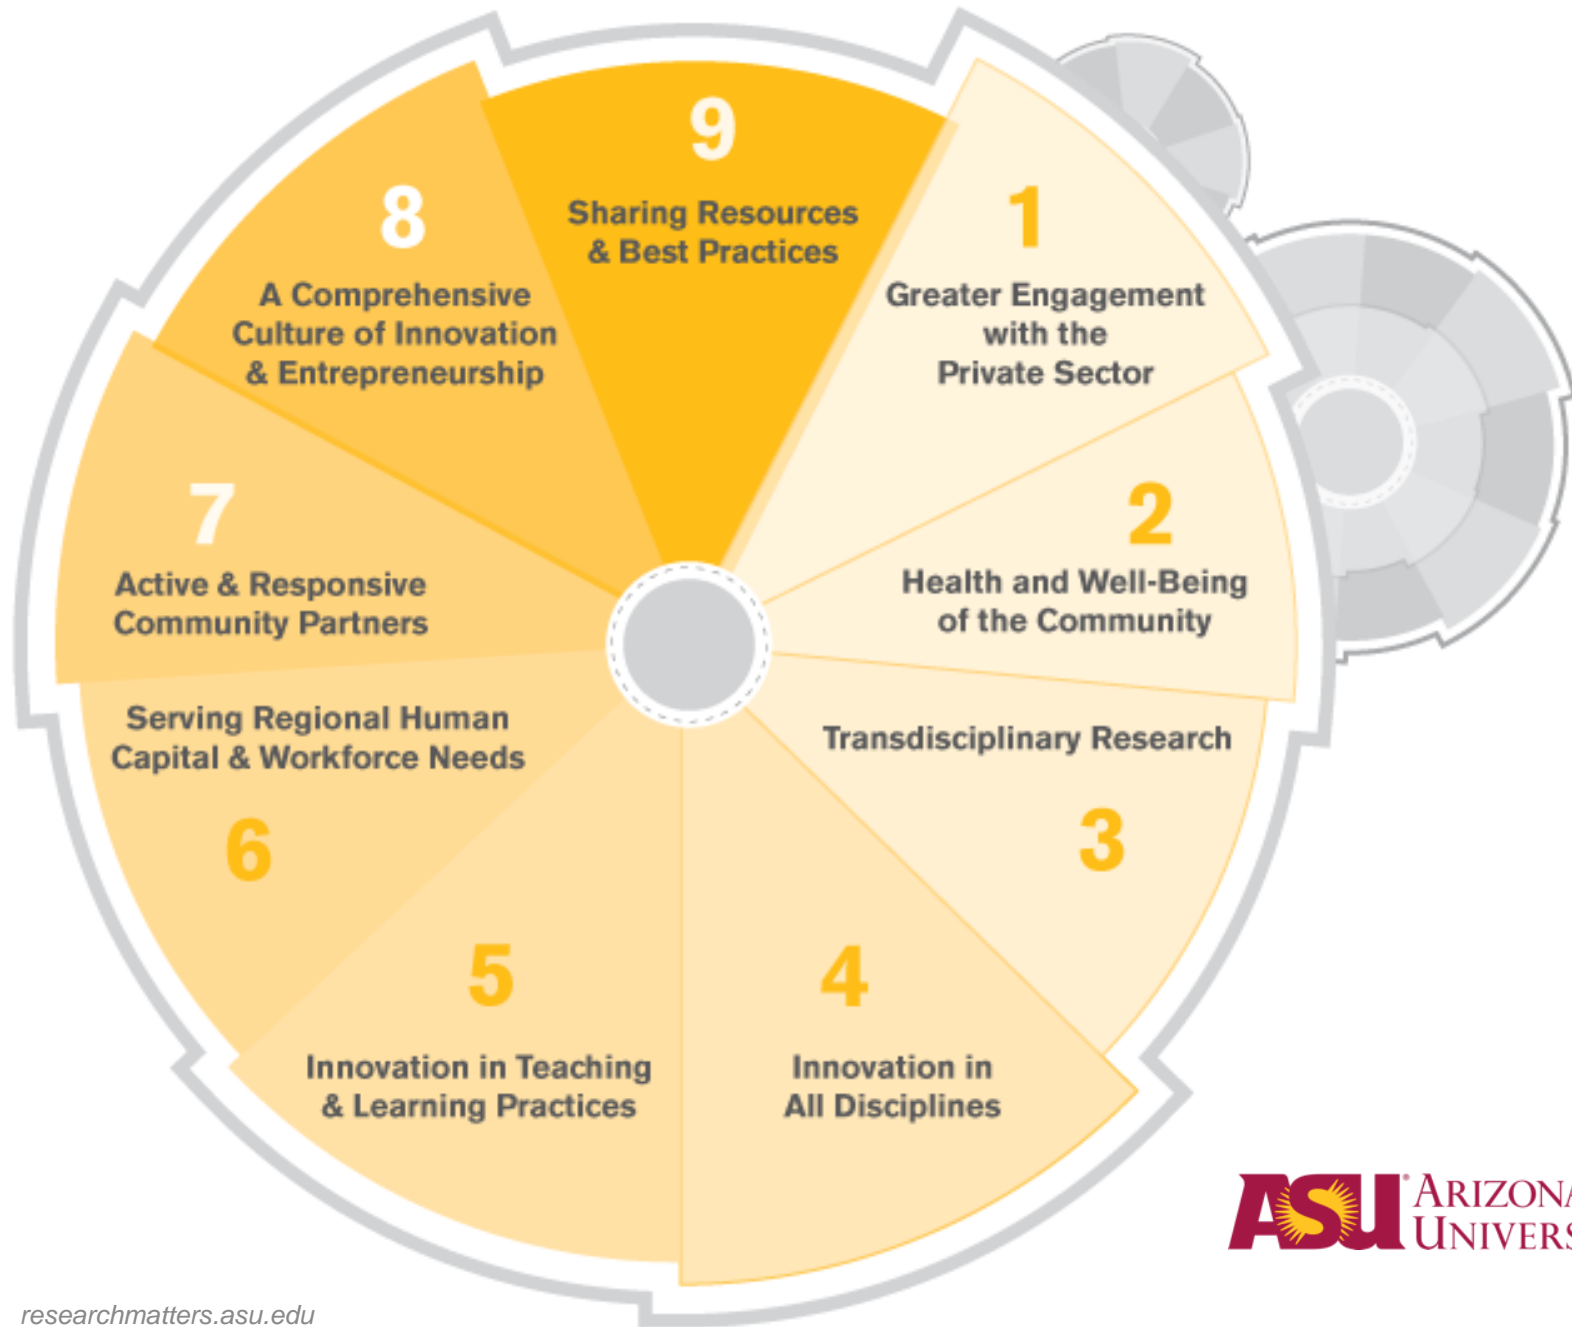 9
Sharing Resources
& Best Practices
1
Greater Engagement
with the
Private Sector
2
Health and Well-Being
of the Community
Transdisciplinary Research
3
4
Innovation in
All Disciplines
5
Innovation in Teaching
& Learning Practices
Serving Regional Human
Capital & Workforce Needs
6
7
Active & Responsive
Community Partners
8
A Comprehensive
Culture of Innovation
& Entrepreneurship
ASU
ARIZONA
UNIVERS
researchmatters.asu.edu